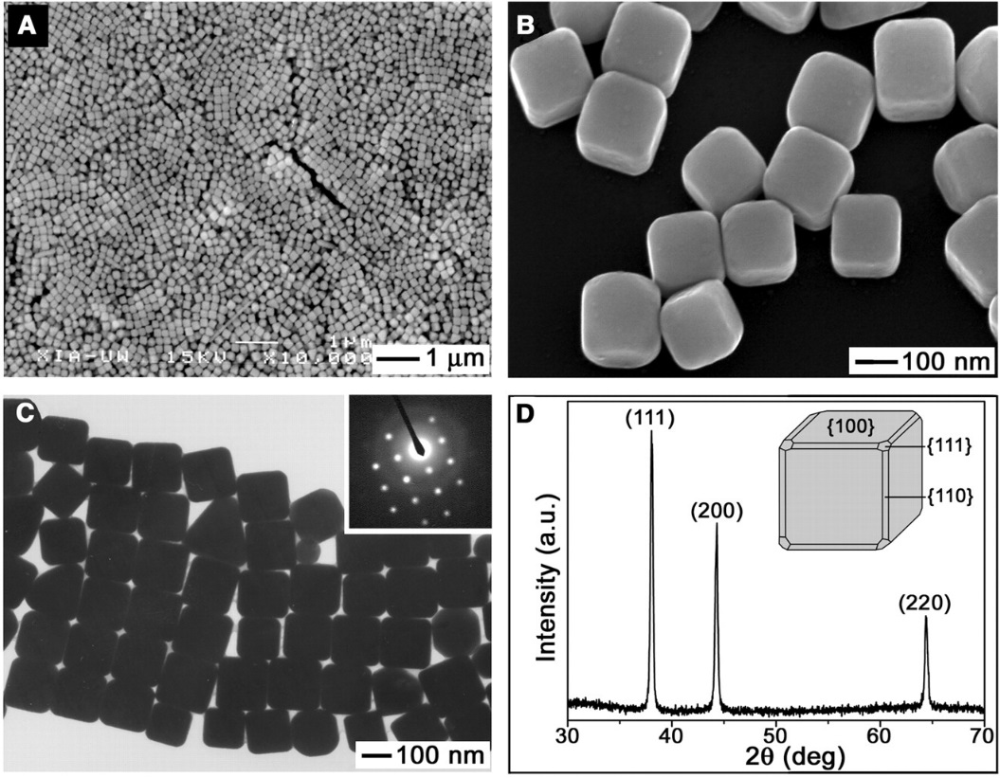 A
XIA-UW 15KV X10,000 1µm
1 µm
B
100 nm
C
100 nm
D
(111)
(200)
(220)
{100}
{111}
{110}
Intensity (a.u.)
30 40 50 60 70
2θ (deg)